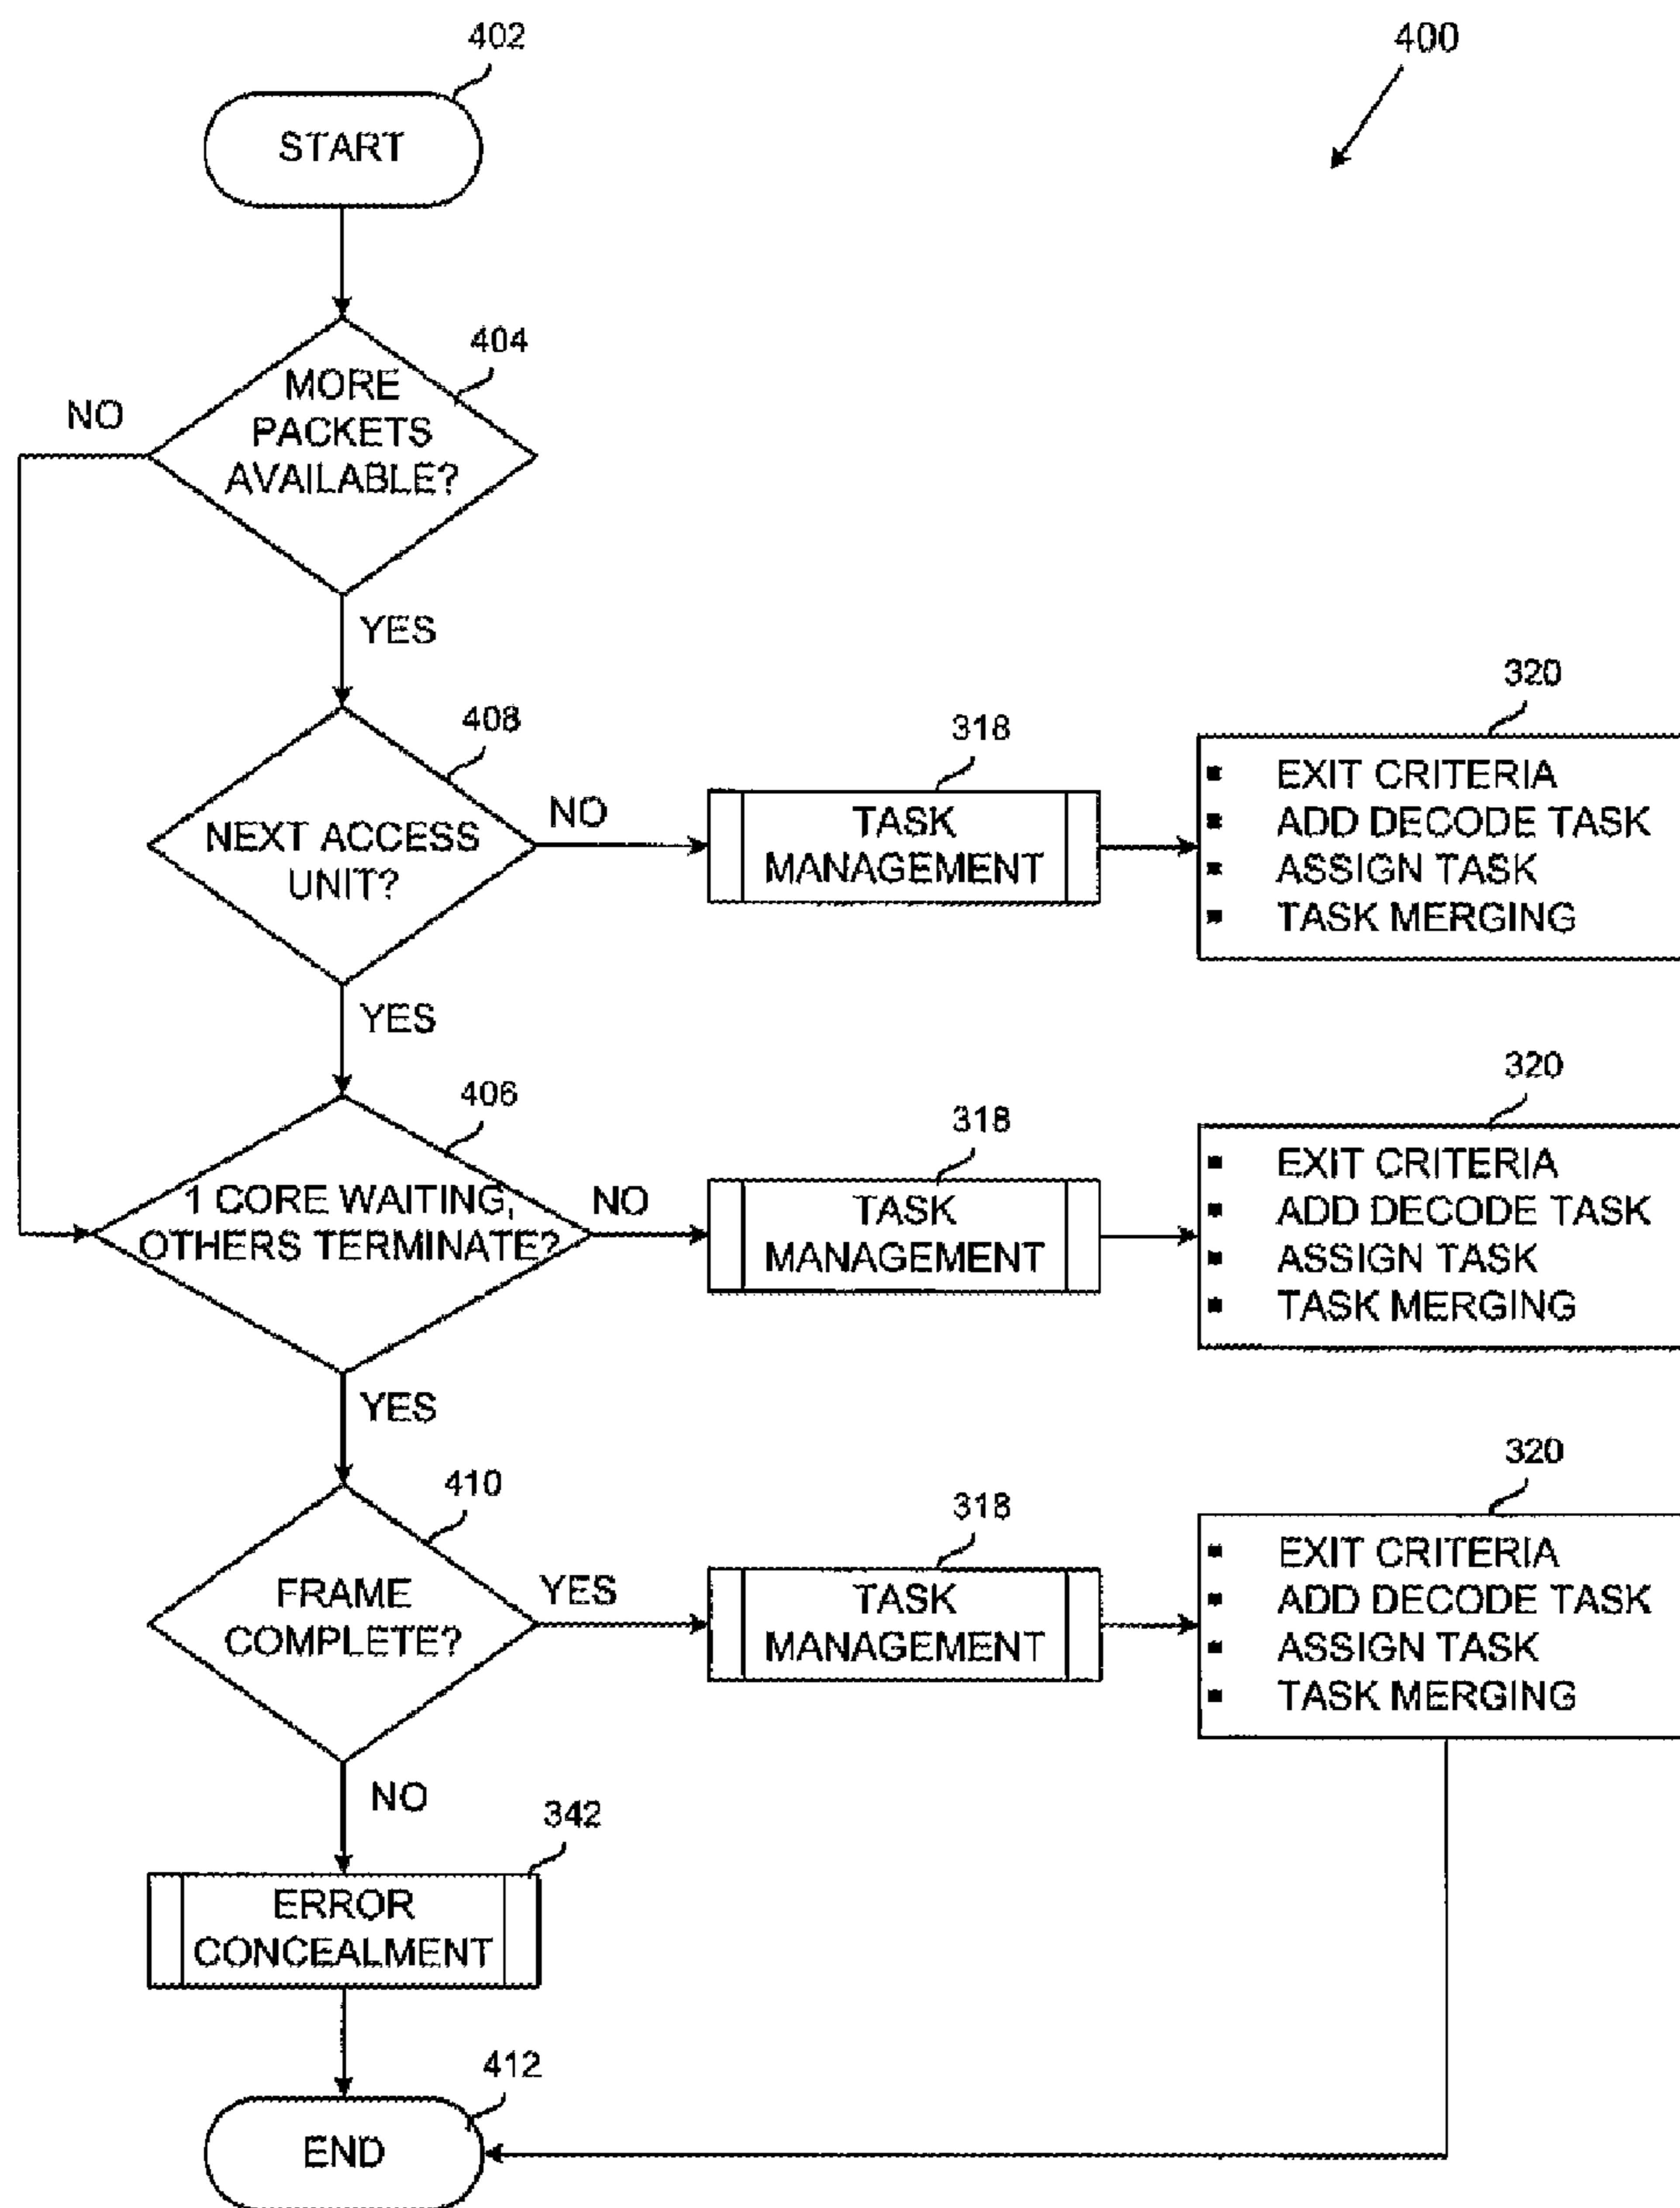 402
400
START
404
MORE
PACKETS
AVAILABLE?
NO
YES
408
NEXT ACCESS
UNIT?
NO
318
TASK
MANAGEMENT
320
▪ EXIT CRITERIA
▪ ADD DECODE TASK
▪ ASSIGN TASK
▪ TASK MERGING
YES
406
1 CORE WAITING,
OTHERS TERMINATE?
NO
318
TASK
MANAGEMENT
320
▪ EXIT CRITERIA
▪ ADD DECODE TASK
▪ ASSIGN TASK
▪ TASK MERGING
YES
410
FRAME
COMPLETE?
YES
318
TASK
MANAGEMENT
320
▪ EXIT CRITERIA
▪ ADD DECODE TASK
▪ ASSIGN TASK
▪ TASK MERGING
NO
342
ERROR
CONCEALMENT
412
END